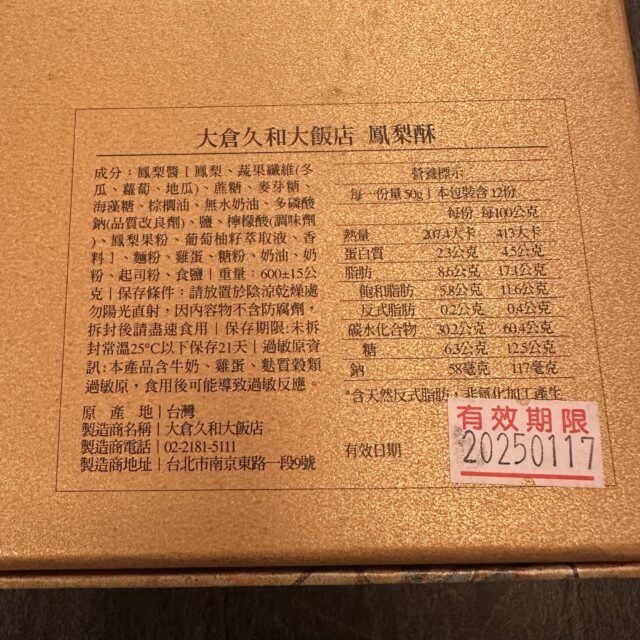 大倉久和大飯店 鳳梨酥
成分：鳳梨醬〔鳳梨、蔬果纖維(多
瓜、蘿蔔、地瓜)、蔗糖、麥芽糖、
海藻糖、棕櫚油、無水奶油、多磷酸
鈉(品質改良劑)、鹽、檸檬酸(調味劑
)、鳳梨果粉、葡萄柚籽萃取液、香
料〕、麵粉、雞蛋、糖粉、奶油、奶
粉、起司粉、食鹽|重量：600±15公
克|保存條件：請放置於陰涼乾燥處
勿陽光直射，因內容物不含防腐劑，
拆封後請盡速食用|保存期限:未拆
封常溫25°C以下保存21天|過敏原資
訊:本產品含牛奶、雞蛋、麩質穀類
過敏原，食用後可能導致過敏反應。
原 產 地|台灣
製造商名稱|大倉久和大飯店
製造商電話|02-2181-5111
製造商地址|台北市南京東路一段9號
營養標示
每一份量50g|本包裝含12份
每份 每100公克
熱量 207.4大卡 413大卡
蛋白質 2.3公克 4.5公克
脂肪 8.6公克 17.1公克
飽和脂肪 5.8公克 11.6公克
反式脂肪 0.2公克 0.4公克
碳水化合物 30.2公克 60.4公克
糖 6.3公克 12.5公克
鈉 58毫克 117毫克
*含天然反式脂肪，非氫化加工產生
有效日期
有效期限
20250117